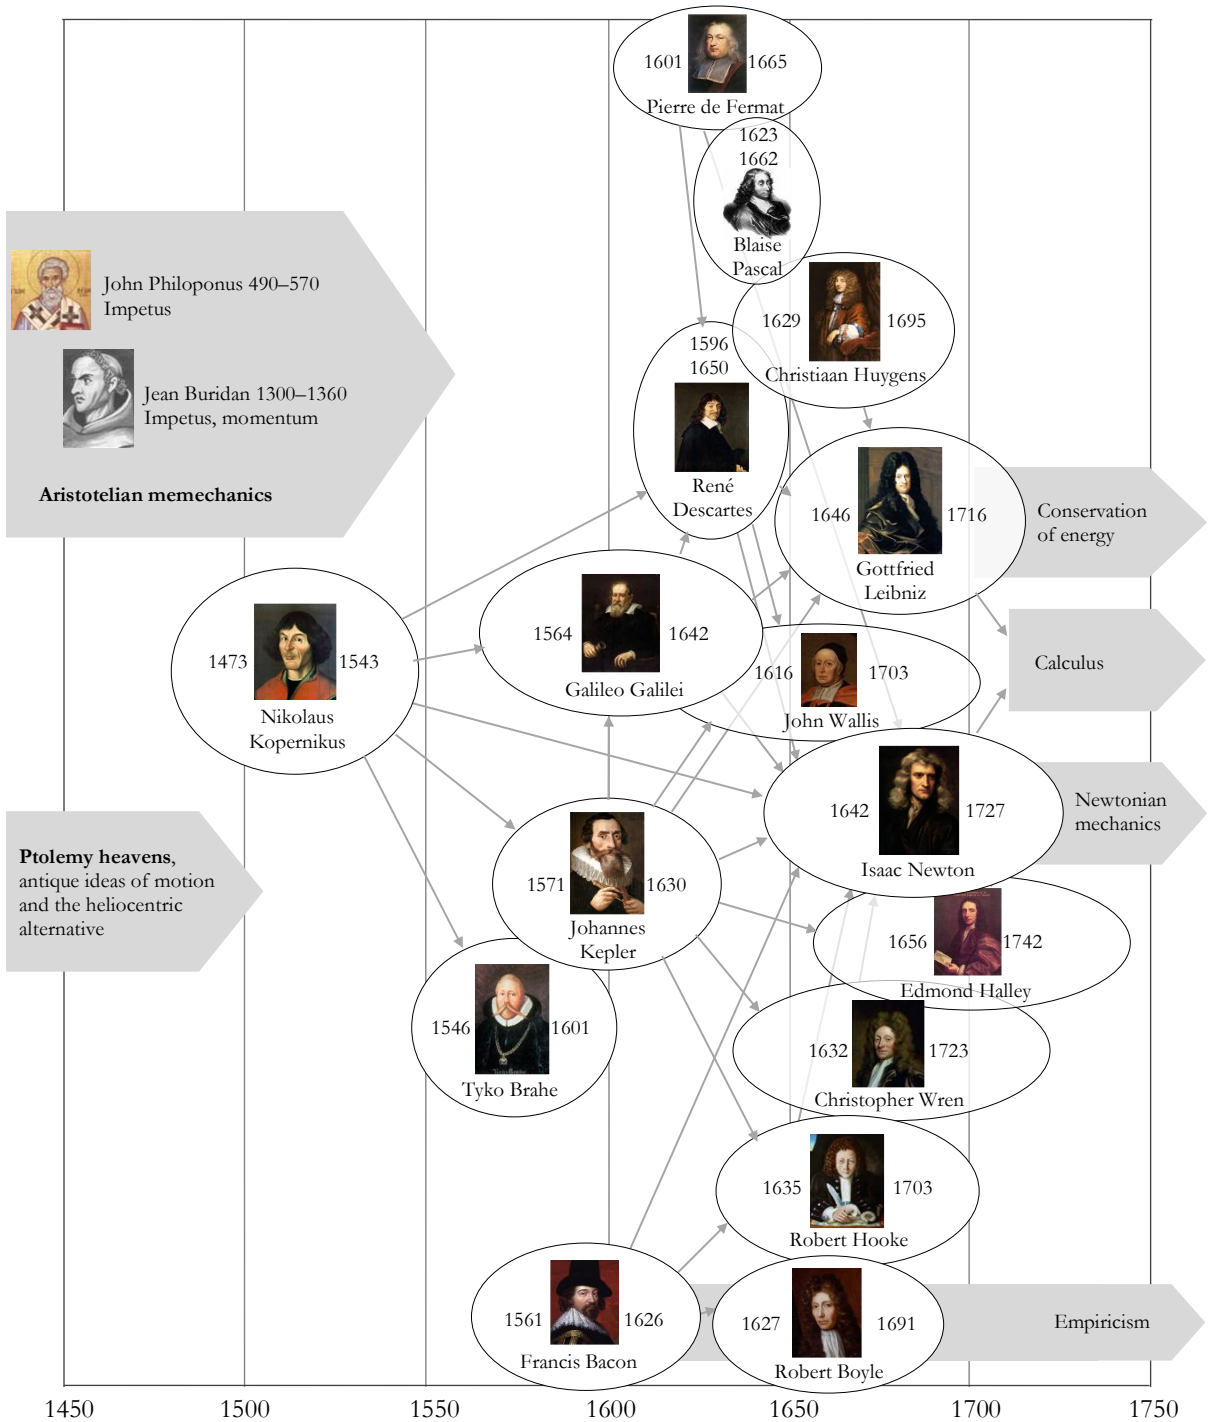 1601
1665
Pierre de Fermat
1623
1662
Blaise
Pascal
1629
1695
Christiaan Huygens
John Philoponus 490–570
Impetus
Jean Buridan 1300–1360
Impetus, momentum
Aristotelian memechanics
1596
1650
René
Descartes
1646
1716
Gottfried
Leibniz
Conservation
of energy
1473
1543
Nikolaus
Kopernikus
1564
1642
Galileo Galilei
1616
1703
John Wallis
Calculus
1642
1727
Isaac Newton
Newtonian
mechanics
Ptolemy heavens,
antique ideas of motion
and the heliocentric
alternative
1571
1630
Johannes
Kepler
1656
1742
Edmond Halley
1546
1601
Tyko Brahe
1632
1723
Christopher Wren
1635
1703
Robert Hooke
1561
1626
Francis Bacon
1627
1691
Robert Boyle
Empiricism
1450 1500 1550 1600 1650 1700 1750